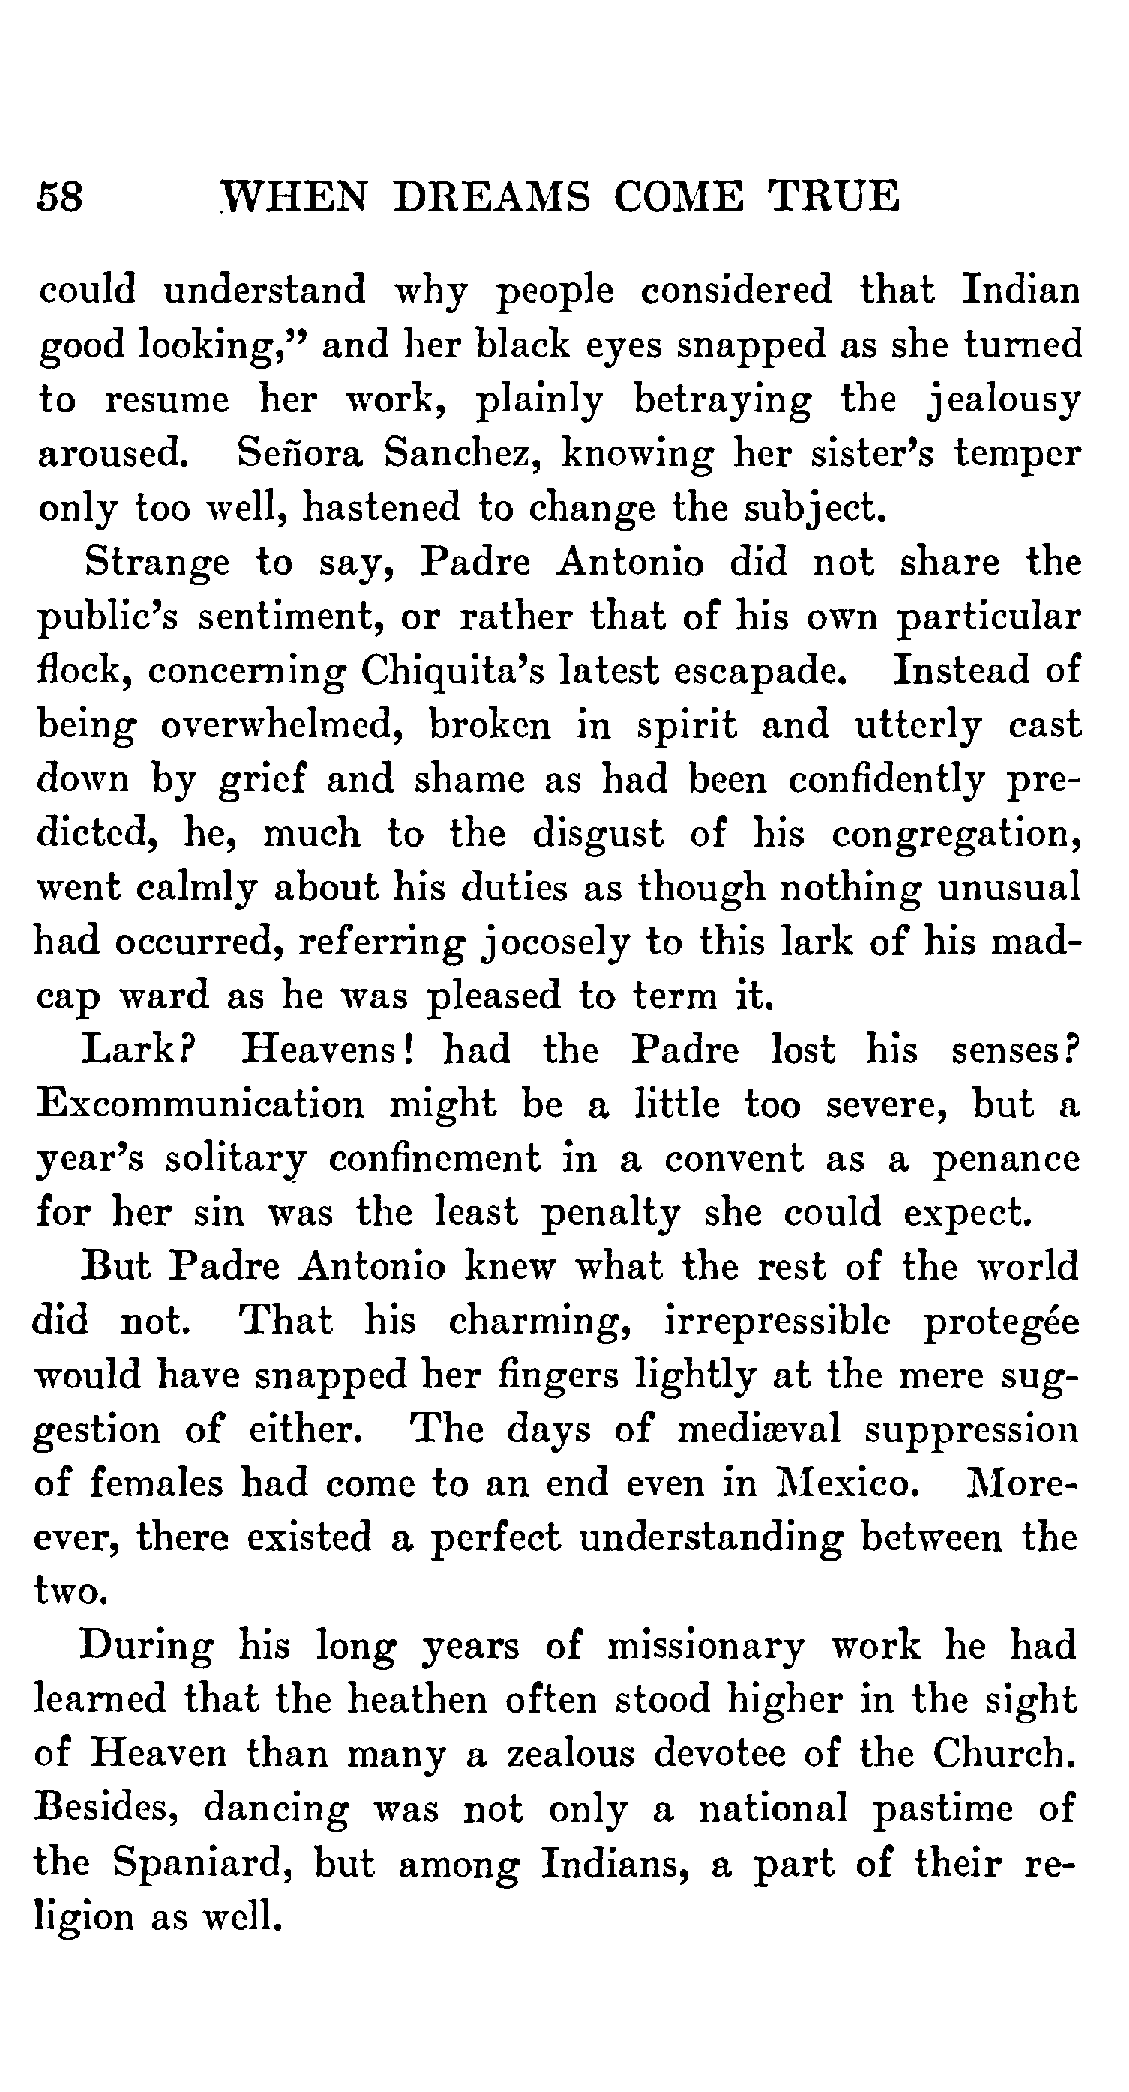 58 WHEN DREAMS COME TRUE
could understand why people considered that Indian
good looking,” and her black eyes snapped as she turned
to resume her work, plainly betraying the jealousy
aroused. Señora Sanchez, knowing her sister’s temper
only too well, hastened to change the subject.
Strange to say, Padre Antonio did not share the
public’s sentiment, or rather that of his own particular
flock, concerning Chiquita’s latest escapade. Instead of
being overwhelmed, broken in spirit and utterly cast
down by grief and shame as had been confidently pre-
dicted, he, much to the disgust of his congregation,
went calmly about his duties as though nothing unusual
had occurred, referring jocosely to this lark of his mad-
cap ward as he was pleased to term it.
Lark? Heavens! had the Padre lost his senses?
Excommunication might be a little too severe, but a
year’s solitary confinement in a convent as a penance
for her sin was the least penalty she could expect.
But Padre Antonio knew what the rest of the world
did not. That his charming, irrepressible protegée
would have snapped her fingers lightly at the mere sug-
gestion of either. The days of mediæval suppression
of females had come to an end even in Mexico. More-
ever, there existed a perfect understanding between the
two.
During his long years of missionary work he had
learned that the heathen often stood higher in the sight
of Heaven than many a zealous devotee of the Church.
Besides, dancing was not only a national pastime of
the Spaniard, but among Indians, a part of their re-
ligion as well.